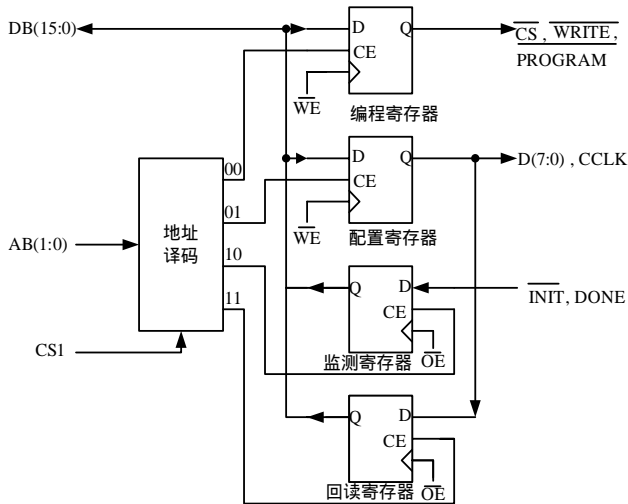 DB(15:0)
D
Q
CE
WE
CS, WRITE,
PROGRAM
编程寄存器
00
D
Q
CE
WE
D(7:0) , CCLK
配置寄存器
01
AB(1:0)
地址
译码
10
11
Q
D
CE
OE
INIT, DONE
监测寄存器
CS1
Q
D
CE
OE
回读寄存器